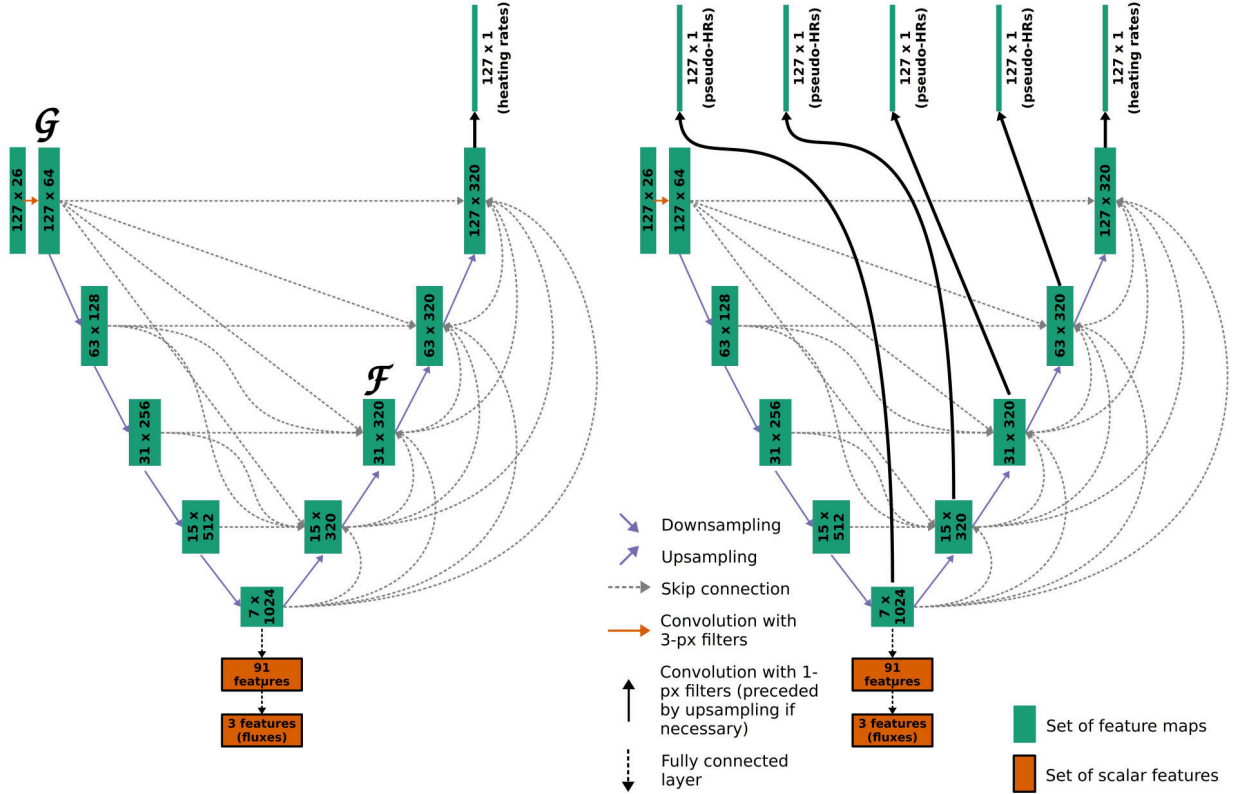 127 x 1
(heating rates)
𝓖
127 x 26
127 x 64
127 x 320
63 x 128
63 x 320
𝓕
31 x 256
31 x 320
15 x
512
15 x
320
7 x
1024
91
features
3 features
(fluxes)
127 x 1
(pseudo-HRs)
127 x 1
(pseudo-HRs)
127 x 1
(pseudo-HRs)
127 x 1
(pseudo-HRs)
127 x 1
(heating rates)
127 x 26
127 x 64
127 x 320
63 x 128
63 x 320
31 x 256
31 x 320
15 x
512
15 x
320
7 x
1024
91
features
3 features
(fluxes)
Downsampling
Upsampling
Skip connection
Convolution with
3-px filters
Convolution with 1-
px filters (preceded
by upsampling if
necessary)
Fully connected
layer
Set of feature maps
Set of scalar features